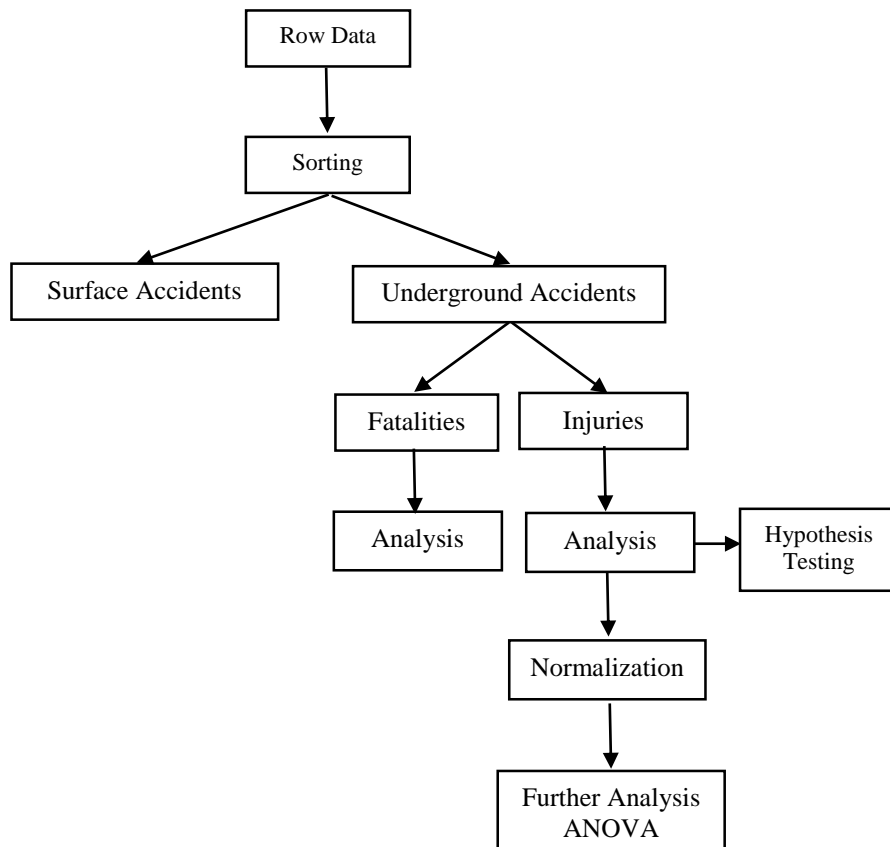 Row Data
Sorting
Surface Accidents
Underground Accidents
Fatalities
Injuries
Analysis
Analysis
Hypothesis
Testing
Normalization
Further Analysis
ANOVA